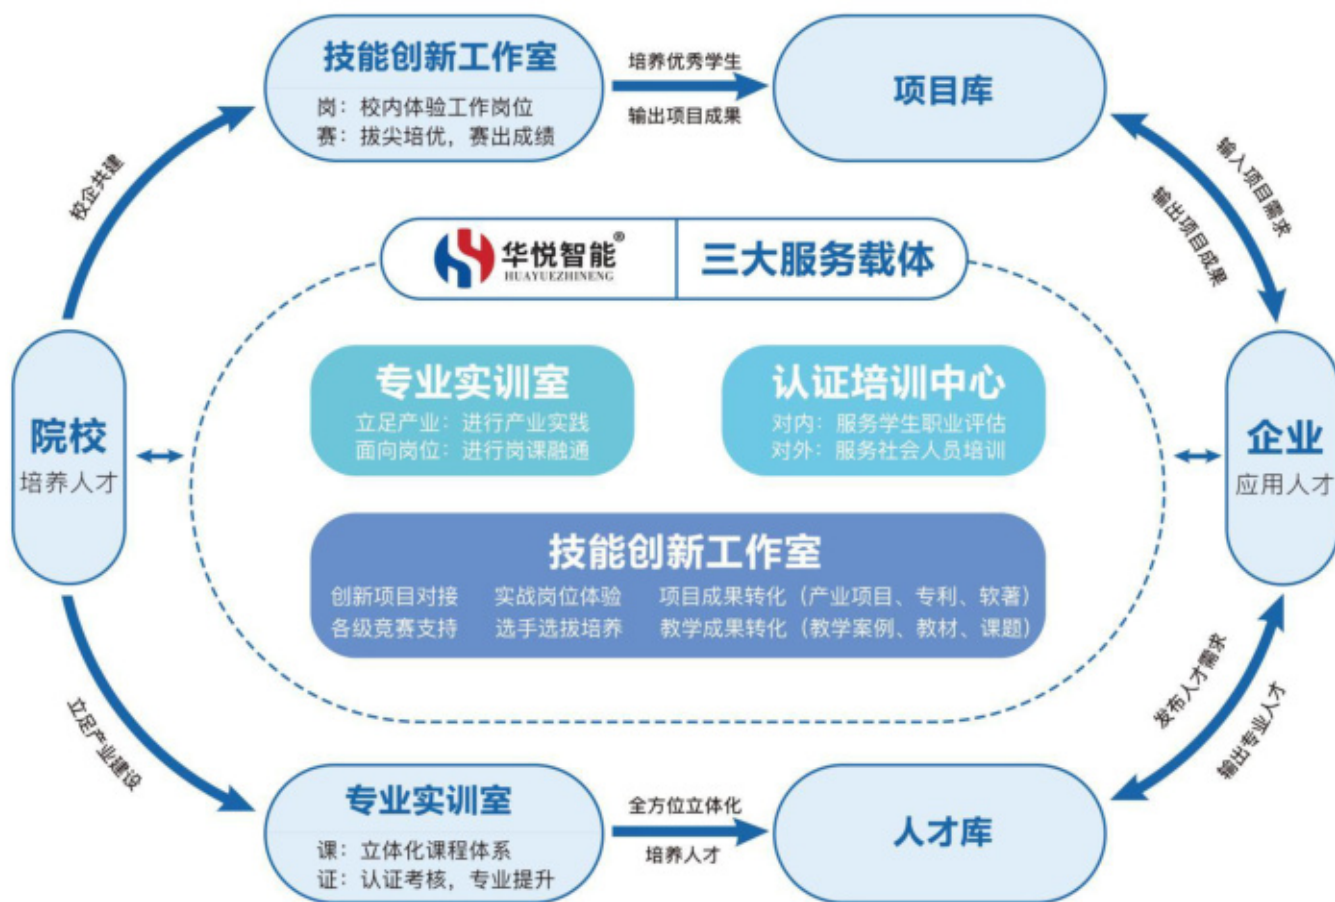 技能创新工作室
岗：校内体验工作岗位
赛：拔尖培优，赛出成绩
培养优秀学生
输出项目成果
项目库
校企共建
输入项目需求
输出项目成果
华悦智能®
HUAYUEZHINENG
三大服务载体
专业实训室
立足产业：进行产业实践
面向岗位：进行岗课融通
认证培训中心
对内：服务学生职业评估
对外：服务社会人员培训
院校
培养人才
企业
应用人才
技能创新工作室
创新项目对接 实战岗位体验 项目成果转化（产业项目、专利、软著）
各级竞赛支持 选手选拔培养 教学成果转化（教学案例、教材、课题）
立足产业建设
发布人才需求
输出专业人才
专业实训室
课：立体化课程体系
证：认证考核，专业提升
全方位立体化
培养人才
人才库